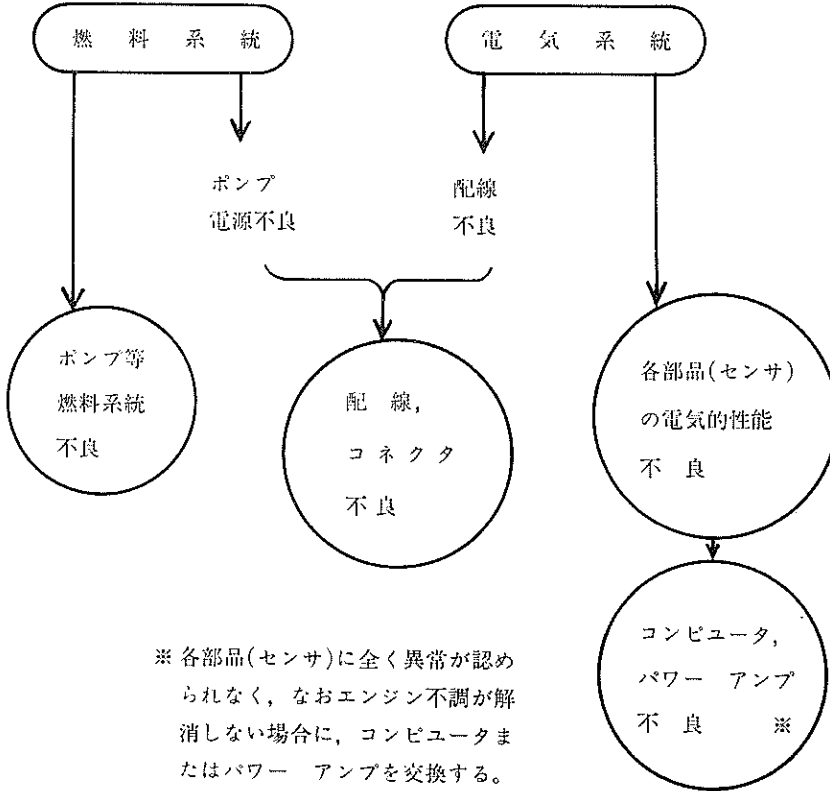 燃料系統
電気系統
ポンプ
電源不良
配線
不良
ポンプ等
燃料系統
不良
配線,
コネクタ
不良
各部品(センサ)
の電気的性能
不良
コンピユータ,
パワー アンプ
不良 ※
※ 各部品(センサ)に全く異常が認め
られなく, なおエンジン不調が解
消しない場合に, コンピユータま
たはパワー アンプを交換する。